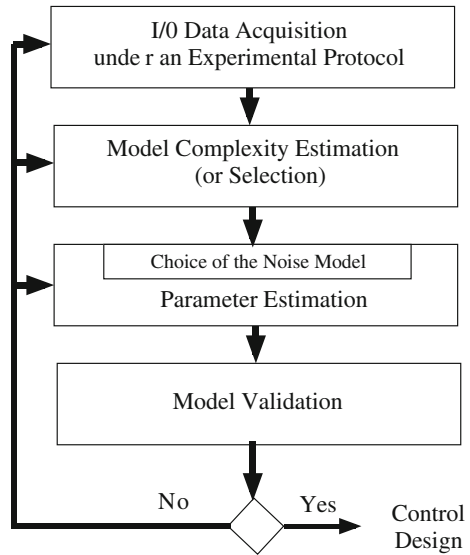 I/0 Data Acquisition
unde r an Experimental Protocol
Model Complexity Estimation
(or Selection)
Choice of the Noise Model
Parameter Estimation
Model Validation
No
Yes
Control
Design